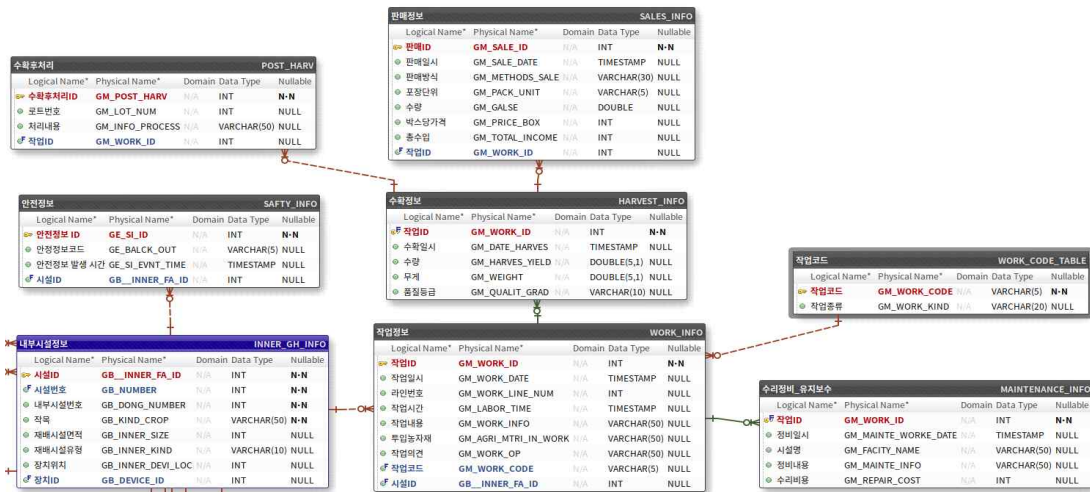 판매정보 SALES_INFO
Logical Name* Physical Name* Domain Data Type Nullable
판매ID GM_SALE_ID N/A INT N-N
판매일시 GM_SALE_DATE N/A TIMESTAMP NULL
판매방식 GM_METHODS_SALE N/A VARCHAR(30) NULL
포장단위 GM_PACK_UNIT N/A VARCHAR(5) NULL
수량 GM_GALSE N/A DOUBLE NULL
박스당가격 GM_PRICE_BOX N/A INT NULL
총수입 GM_TOTAL_INCOME N/A INT NULL
작업ID GM_WORK_ID N/A INT NULL
수확후처리 POST_HARV
Logical Name* Physical Name* Domain Data Type Nullable
수확후처리ID GM_POST_HARV N/A INT N-N
로트번호 GM_LOT_NUM N/A INT NULL
처리내용 GM_INFO_PROCESS N/A VARCHAR(50) NULL
작업ID GM_WORK_ID N/A INT NULL
안전정보 SAFTY_INFO
Logical Name* Physical Name* Domain Data Type Nullable
안전정보 ID GE_SI_ID N/A INT N-N
안정정보코드 GE_BALCK_OUT N/A VARCHAR(5) NULL
안전정보 발생 시간 GE_SI_EVNT_TIME N/A TIMESTAMP NULL
시설ID GB__INNER_FA_ID N/A INT NULL
수확정보 HARVEST_INFO
Logical Name* Physical Name* Domain Data Type Nullable
작업ID GM_WORK_ID N/A INT N-N
수확일시 GM_DATE_HARVES N/A TIMESTAMP NULL
수량 GM_HARVES_YIELD N/A DOUBLE(5,1) NULL
무게 GM_WEIGHT N/A DOUBLE(5,1) NULL
품질등급 GM_QUALIT_GRAD N/A VARCHAR(10) NULL
작업코드 WORK_CODE_TABLE
Logical Name* Physical Name* Domain Data Type Nullable
작업코드 GM_WORK_CODE N/A VARCHAR(5) N-N
작업종류 GM_WORK_KIND N/A VARCHAR(20) NULL
내부시설정보 INNER_GH_INFO
Logical Name* Physical Name* Domain Data Type Nullable
시설ID GB__INNER_FA_ID N/A INT N-N
시설번호 GB_NUMBER N/A INT N-N
내부시설번호 GB_DONG_NUMBER N/A INT N-N
작목 GB_KIND_CROP N/A VARCHAR(50) N-N
재배시설면적 GB_INNER_SIZE N/A INT NULL
재배시설유형 GB_INNER_KIND N/A VARCHAR(10) NULL
장치위치 GB_INNER_DEVI_LOC N/A INT NULL
장치ID GB_DEVICE_ID N/A INT NULL
작업정보 WORK_INFO
Logical Name* Physical Name* Domain Data Type Nullable
작업ID GM_WORK_ID N/A INT N-N
작업일시 GM_WORK_DATE N/A TIMESTAMP NULL
라인번호 GM_WORK_LINE_NUM N/A INT NULL
작업시간 GM_LABOR_TIME N/A TIMESTAMP NULL
작업내용 GM_WORK_INFO N/A VARCHAR(50) NULL
투입농자재 GM_AGRI_MTRI_IN_WORK N/A VARCHAR(50) NULL
작업의견 GM_WORK_OP N/A VARCHAR(50) NULL
작업코드 GM_WORK_CODE N/A VARCHAR(5) NULL
시설ID GB__INNER_FA_ID N/A INT NULL
수리정비_유지보수 MAINTENANCE_INFO
Logical Name* Physical Name* Domain Data Type Nullable
작업ID GM_WORK_ID N/A INT N-N
정비일시 GM_MAINTE_WORKE_DATE N/A TIMESTAMP NULL
시설명 GM_FACITY_NAME N/A VARCHAR(50) NULL
정비내용 GM_MAINTE_INFO N/A VARCHAR(50) NULL
수리비용 GM_REPAIR_COST N/A INT NULL